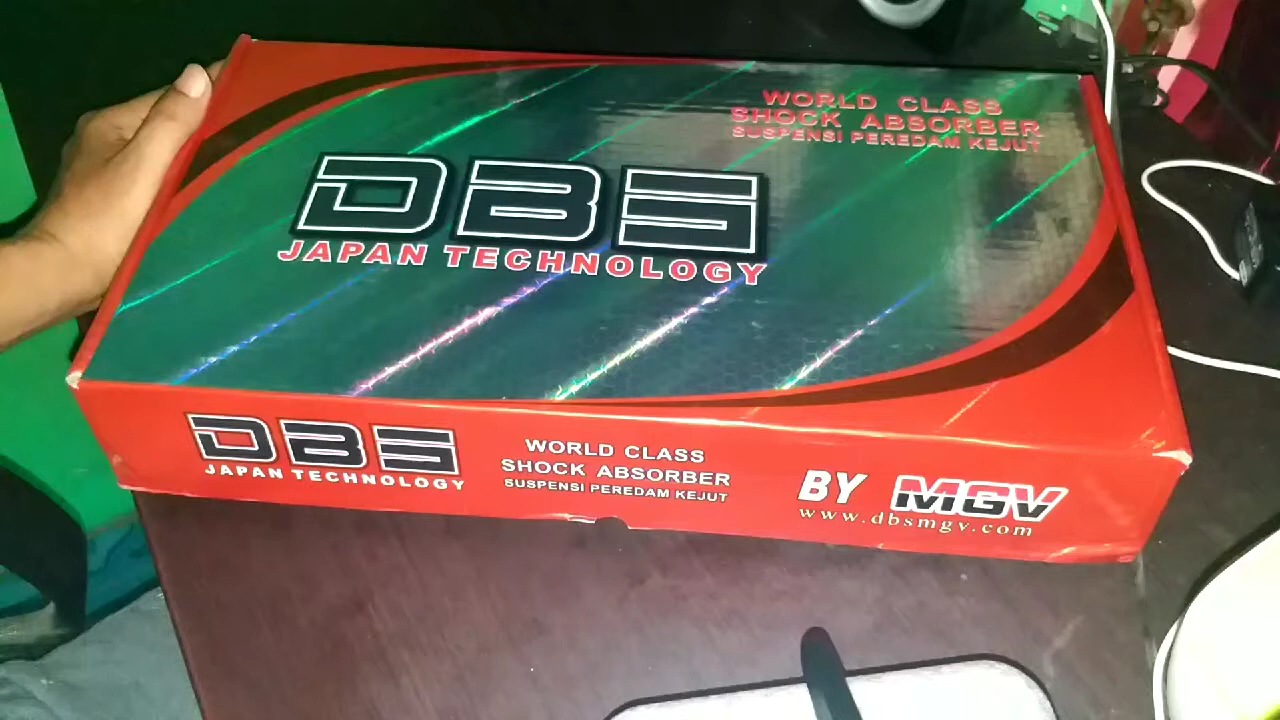 WORLD CLASS
SHOCK ABSORBER
SUSPENSI PEREDAM KEJUT
DBS
JAPAN TECHNOLOGY
DBS
JAPAN TECHNOLOGY
WORLD CLASS
SHOCK ABSORBER
SUSPENSI PEREDAM KEJUT
BY MGV
www.dbsmgv.com